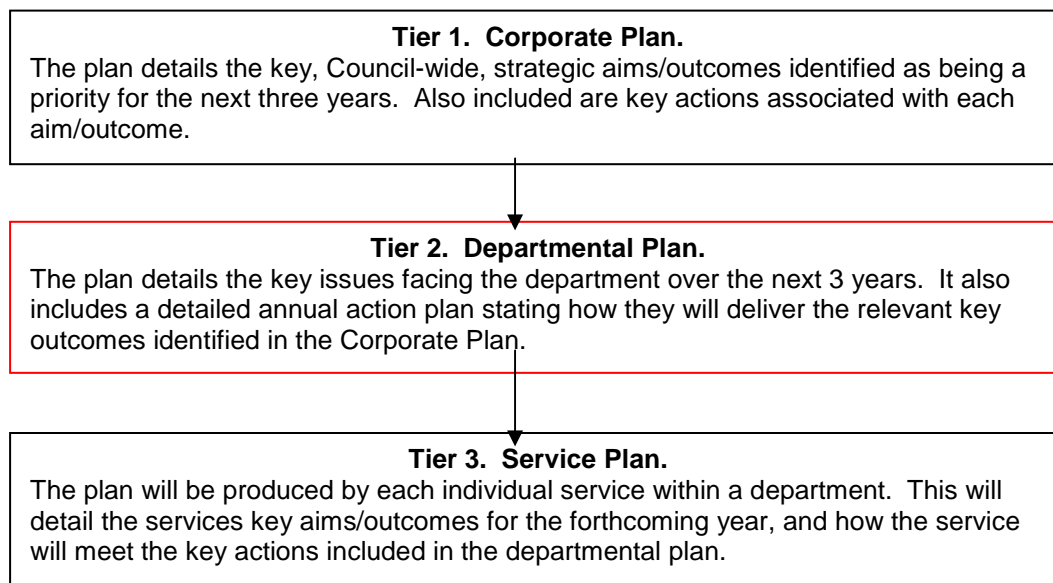 Tier 1.  Corporate Plan.
The plan details the key, Council-wide, strategic aims/outcomes identified as being a
priority for the next three years.  Also included are key actions associated with each
aim/outcome.
Tier 2.  Departmental Plan.
The plan details the key issues facing the department over the next 3 years.  It also
includes a detailed annual action plan stating how they will deliver the relevant key
outcomes identified in the Corporate Plan.
Tier 3.  Service Plan.
The plan will be produced by each individual service within a department.  This will
detail the services key aims/outcomes for the forthcoming year, and how the service
will meet the key actions included in the departmental plan.